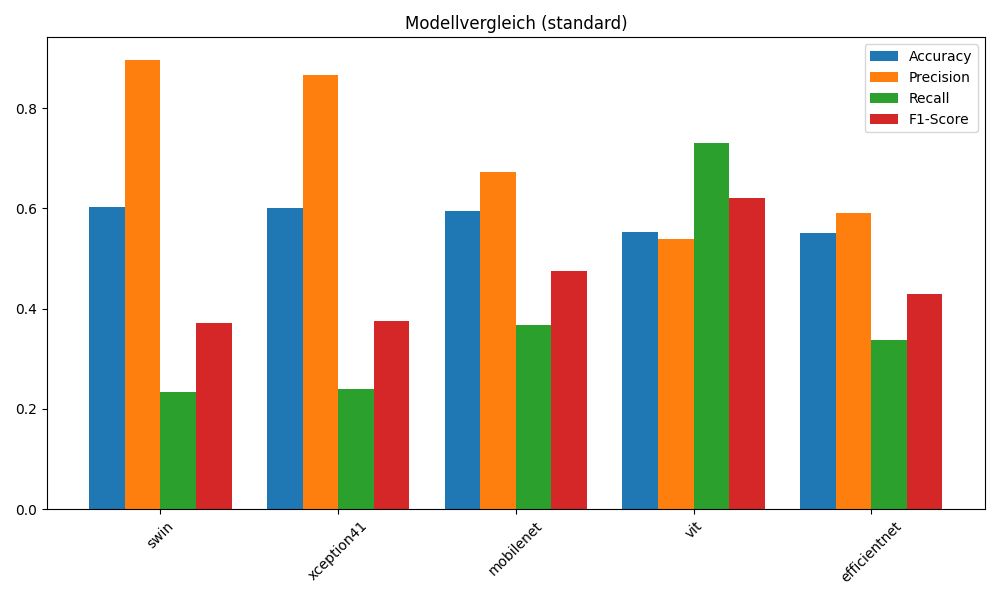 Modellvergleich (standard)
Accuracy
Precision
Recall
F1-Score
0.8
0.6
0.4
0.2
0.0
swin
xception41
mobilenet
vit
efficientnet